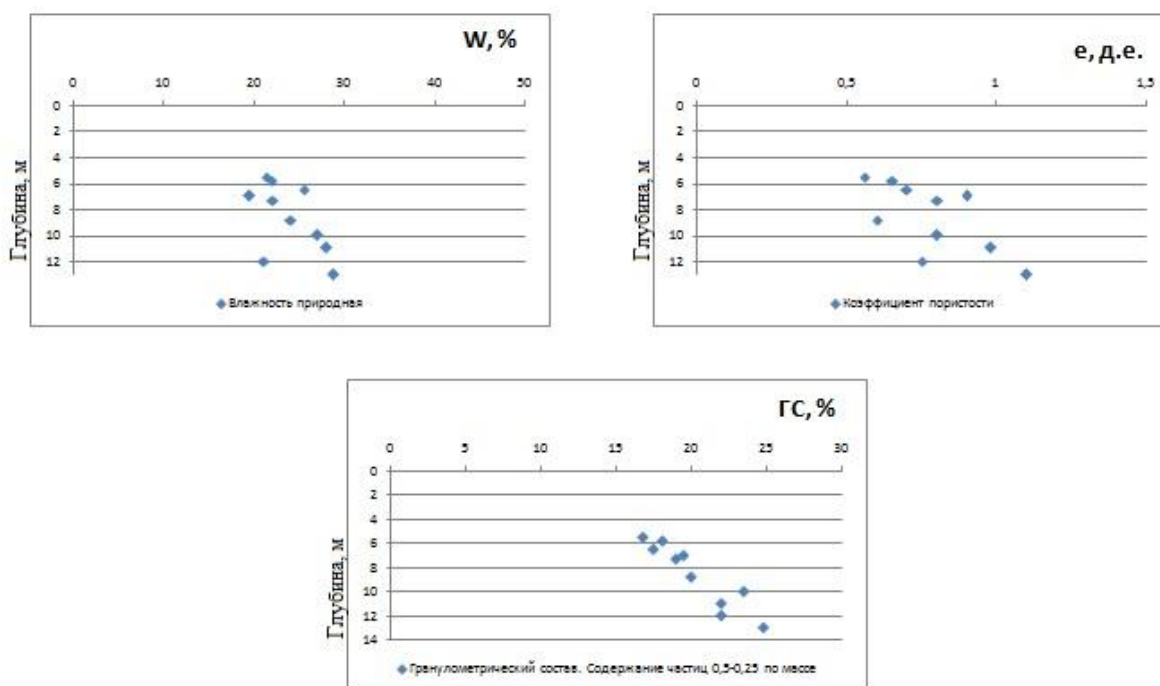 W, %
0 10 20 30 40 50
0
2
4
6
8
10
12
Глубина, м
Влажность природная
e, д.е.
0 0,5 1 1,5
0
2
4
6
8
10
12
Глубина, м
Коэффициент пористости
ГС, %
0 5 10 15 20 25 30
0
2
4
6
8
10
12
14
Глубина, м
Гранулометрический состав. Содержание частиц 0,5-0,25 по массе